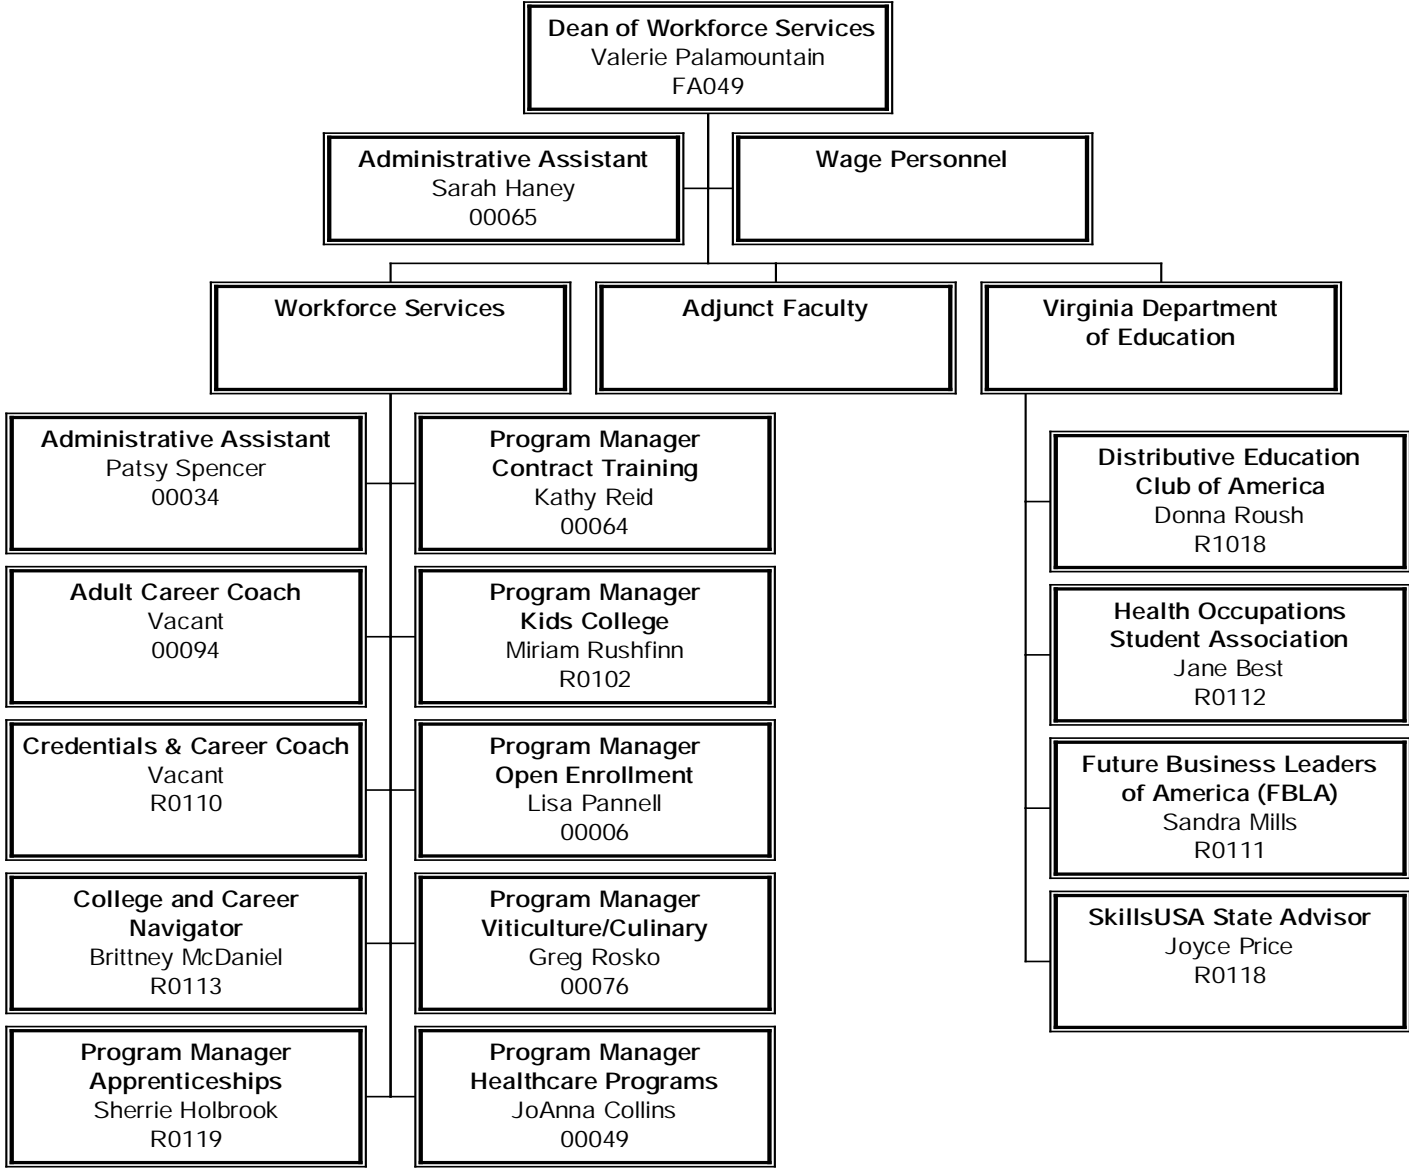 Dean of Workforce Services
Valerie Palamountain
FA049
Administrative Assistant
Sarah Haney
00065
Wage Personnel
Workforce Services
Adjunct Faculty
Virginia Department
of Education
Administrative Assistant
Patsy Spencer
00034
Program Manager
Contract Training
Kathy Reid
00064
Distributive Education
Club of America
Donna Roush
R1018
Adult Career Coach
Vacant
00094
Program Manager
Kids College
Miriam Rushfinn
R0102
Health Occupations
Student Association
Jane Best
R0112
Credentials & Career Coach
Vacant
R0110
Program Manager
Open Enrollment
Lisa Pannell
00006
Future Business Leaders
of America (FBLA)
Sandra Mills
R0111
College and Career
Navigator
Brittney McDaniel
R0113
Program Manager
Viticulture/Culinary
Greg Rosko
00076
SkillsUSA State Advisor
Joyce Price
R0118
Program Manager
Apprenticeships
Sherrie Holbrook
R0119
Program Manager
Healthcare Programs
JoAnna Collins
00049